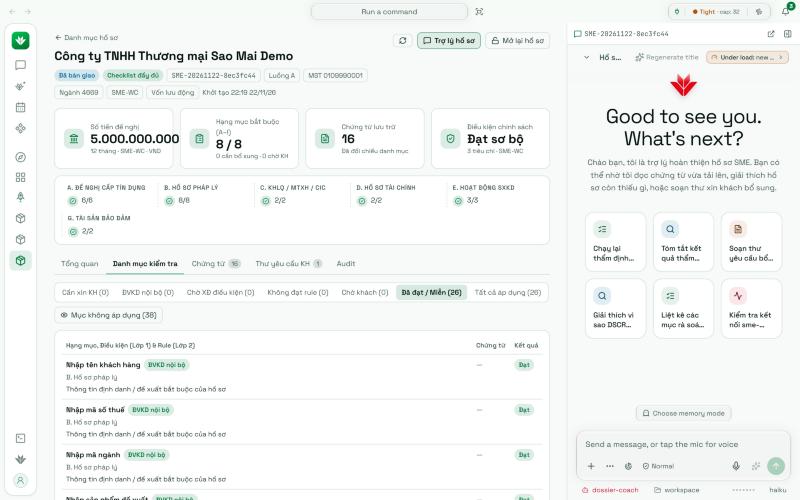 Run a command
Tight · cap: 32
3
Danh mục hồ sơ
Công ty TNHH Thương mại Sao Mai Demo
Trợ lý hồ sơ
Mở lại hồ sơ
Đã bàn giao
Checklist đầy đủ
SME-20261122-8ec3fc44
Luồng A
MST 0109990001
Ngành 4669
SME-WC
Vốn lưu động
Khởi tạo 22:19 22/11/26
Số tiền đề nghị
5.000.000.000
12 tháng · SME-WC · VND
Hạng mục bắt buộc (A–I)
8 / 8
0 cần bổ sung · 0 chờ KH
Chứng từ lưu trữ
16
Đã đối chiếu danh mục
Điều kiện chính sách
Đạt sơ bộ
3 tiêu chí · SME-WC
A. ĐỀ NGHỊ CẤP TÍN DỤNG
6/6
B. HỒ SƠ PHÁP LÝ
8/8
C. KHLQ / MTXH / CIC
2/2
D. HỒ SƠ TÀI CHÍNH
2/2
E. HOẠT ĐỘNG SXKD
3/3
G. TÀI SẢN BẢO ĐẢM
2/2
Tổng quan
Danh mục kiểm tra
Chứng từ 16
Thư yêu cầu KH 1
Audit
Cần xin KH (0)
ĐVKD nội bộ (0)
Chờ XĐ điều kiện (0)
Không đạt rule (0)
Chờ khách (0)
Đã đạt / Miễn (26)
Tất cả áp dụng (26)
Mục không áp dụng (38)
Hạng mục, Điều kiện (Lớp 1) & Rule (Lớp 2)
Chứng từ
Kết quả
Nhập tên khách hàng
ĐVKD nội bộ
—
Đạt
B. Hồ sơ pháp lý
Thông tin định danh / đề xuất bắt buộc của hồ sơ
Nhập mã số thuế
ĐVKD nội bộ
—
Đạt
B. Hồ sơ pháp lý
Thông tin định danh / đề xuất bắt buộc của hồ sơ
Nhập mã ngành
ĐVKD nội bộ
—
Đạt
B. Hồ sơ pháp lý
Thông tin định danh / đề xuất bắt buộc của hồ sơ
SME-20261122-8ec3fc44
Hồ s...
Regenerate title
Under load: new ...
Good to see you.
What's next?
Chào bạn, tôi là trợ lý hoàn thiện hồ sơ SME. Bạn có
thể nhờ tôi đọc chứng từ vừa tải lên, giải thích hồ
sơ còn thiếu gì, hoặc soạn thư xin khách bổ sung.
Chạy lại
thẩm định...
Tóm tắt kết
quả thẩm...
Soạn thư
yêu cầu bổ...
Giải thích vì
sao DSCR...
Liệt kê các
mục rà soá...
Kiểm tra kết
nối sme-...
Choose memory mode
Send a message, or tap the mic for voice
Normal
dossier-coach
workspace
haiku